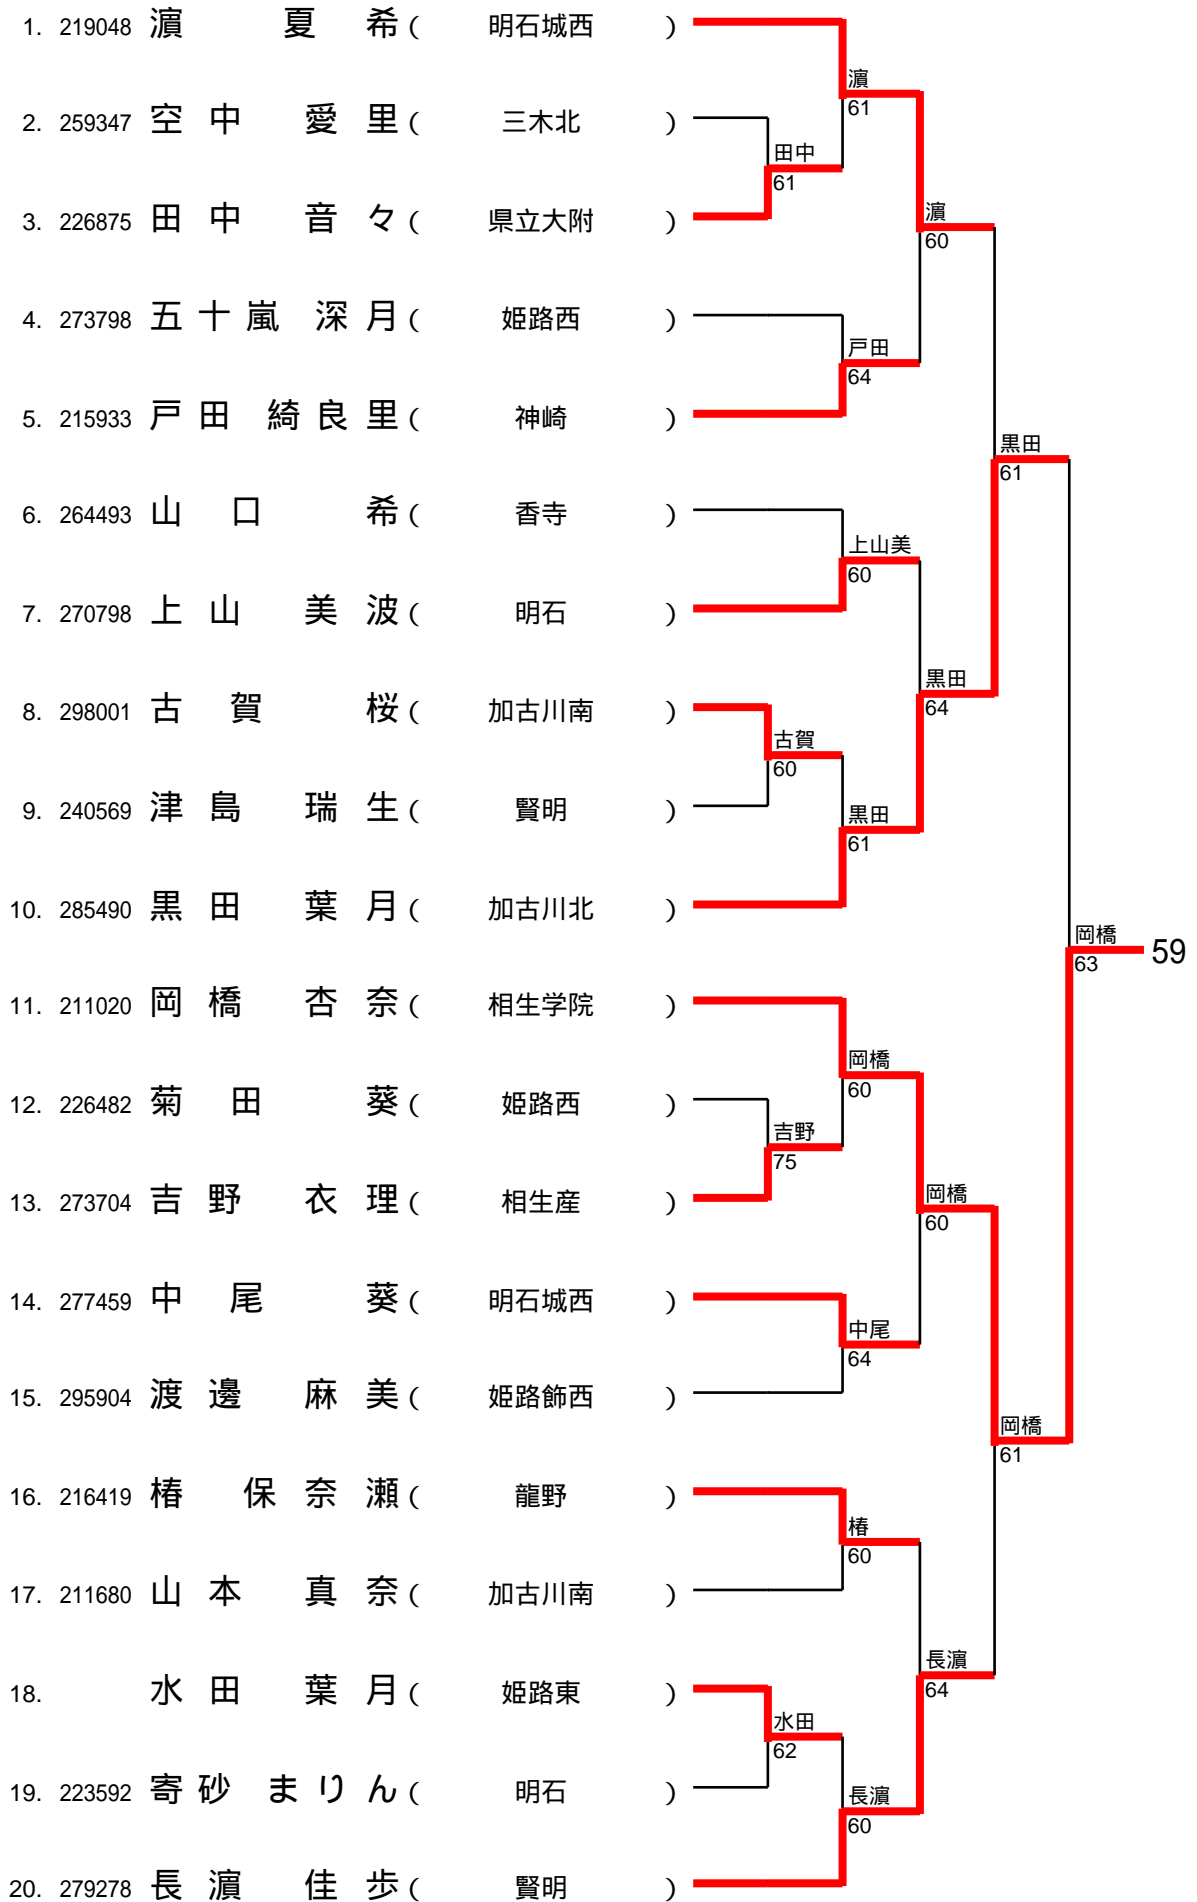 1. 219048 濵 夏 希 ( 明石城西 )
濵
61
2. 259347 空 中 愛 里 ( 三木北 )
田中
61
3. 226875 田 中 音 々 ( 県立大附 )
濵
60
4. 273798 五 十 嵐 深 月 ( 姫路西 )
戸田
64
5. 215933 戸 田 綺 良 里 ( 神崎 )
黒田
61
6. 264493 山 口 希 ( 香寺 )
上山美
60
7. 270798 上 山 美 波 ( 明石 )
黒田
64
8. 298001 古 賀 桜 ( 加古川南 )
古賀
60
9. 240569 津 島 瑞 生 ( 賢明 )
黒田
61
10. 285490 黒 田 葉 月 ( 加古川北 )
岡橋
63
59
11. 211020 岡 橋 杏 奈 ( 相生学院 )
岡橋
60
12. 226482 菊 田 葵 ( 姫路西 )
吉野
75
13. 273704 吉 野 衣 理 ( 相生産 )
岡橋
60
14. 277459 中 尾 葵 ( 明石城西 )
中尾
64
15. 295904 渡 邊 麻 美 ( 姫路飾西 )
岡橋
61
16. 216419 椿 保 奈 瀬 ( 龍野 )
椿
60
17. 211680 山 本 真 奈 ( 加古川南 )
長濵
64
18. 水 田 葉 月 ( 姫路東 )
水田
62
19. 223592 寄 砂 ま り ん ( 明石 )
長濵
60
20. 279278 長 濵 佳 歩 ( 賢明 )